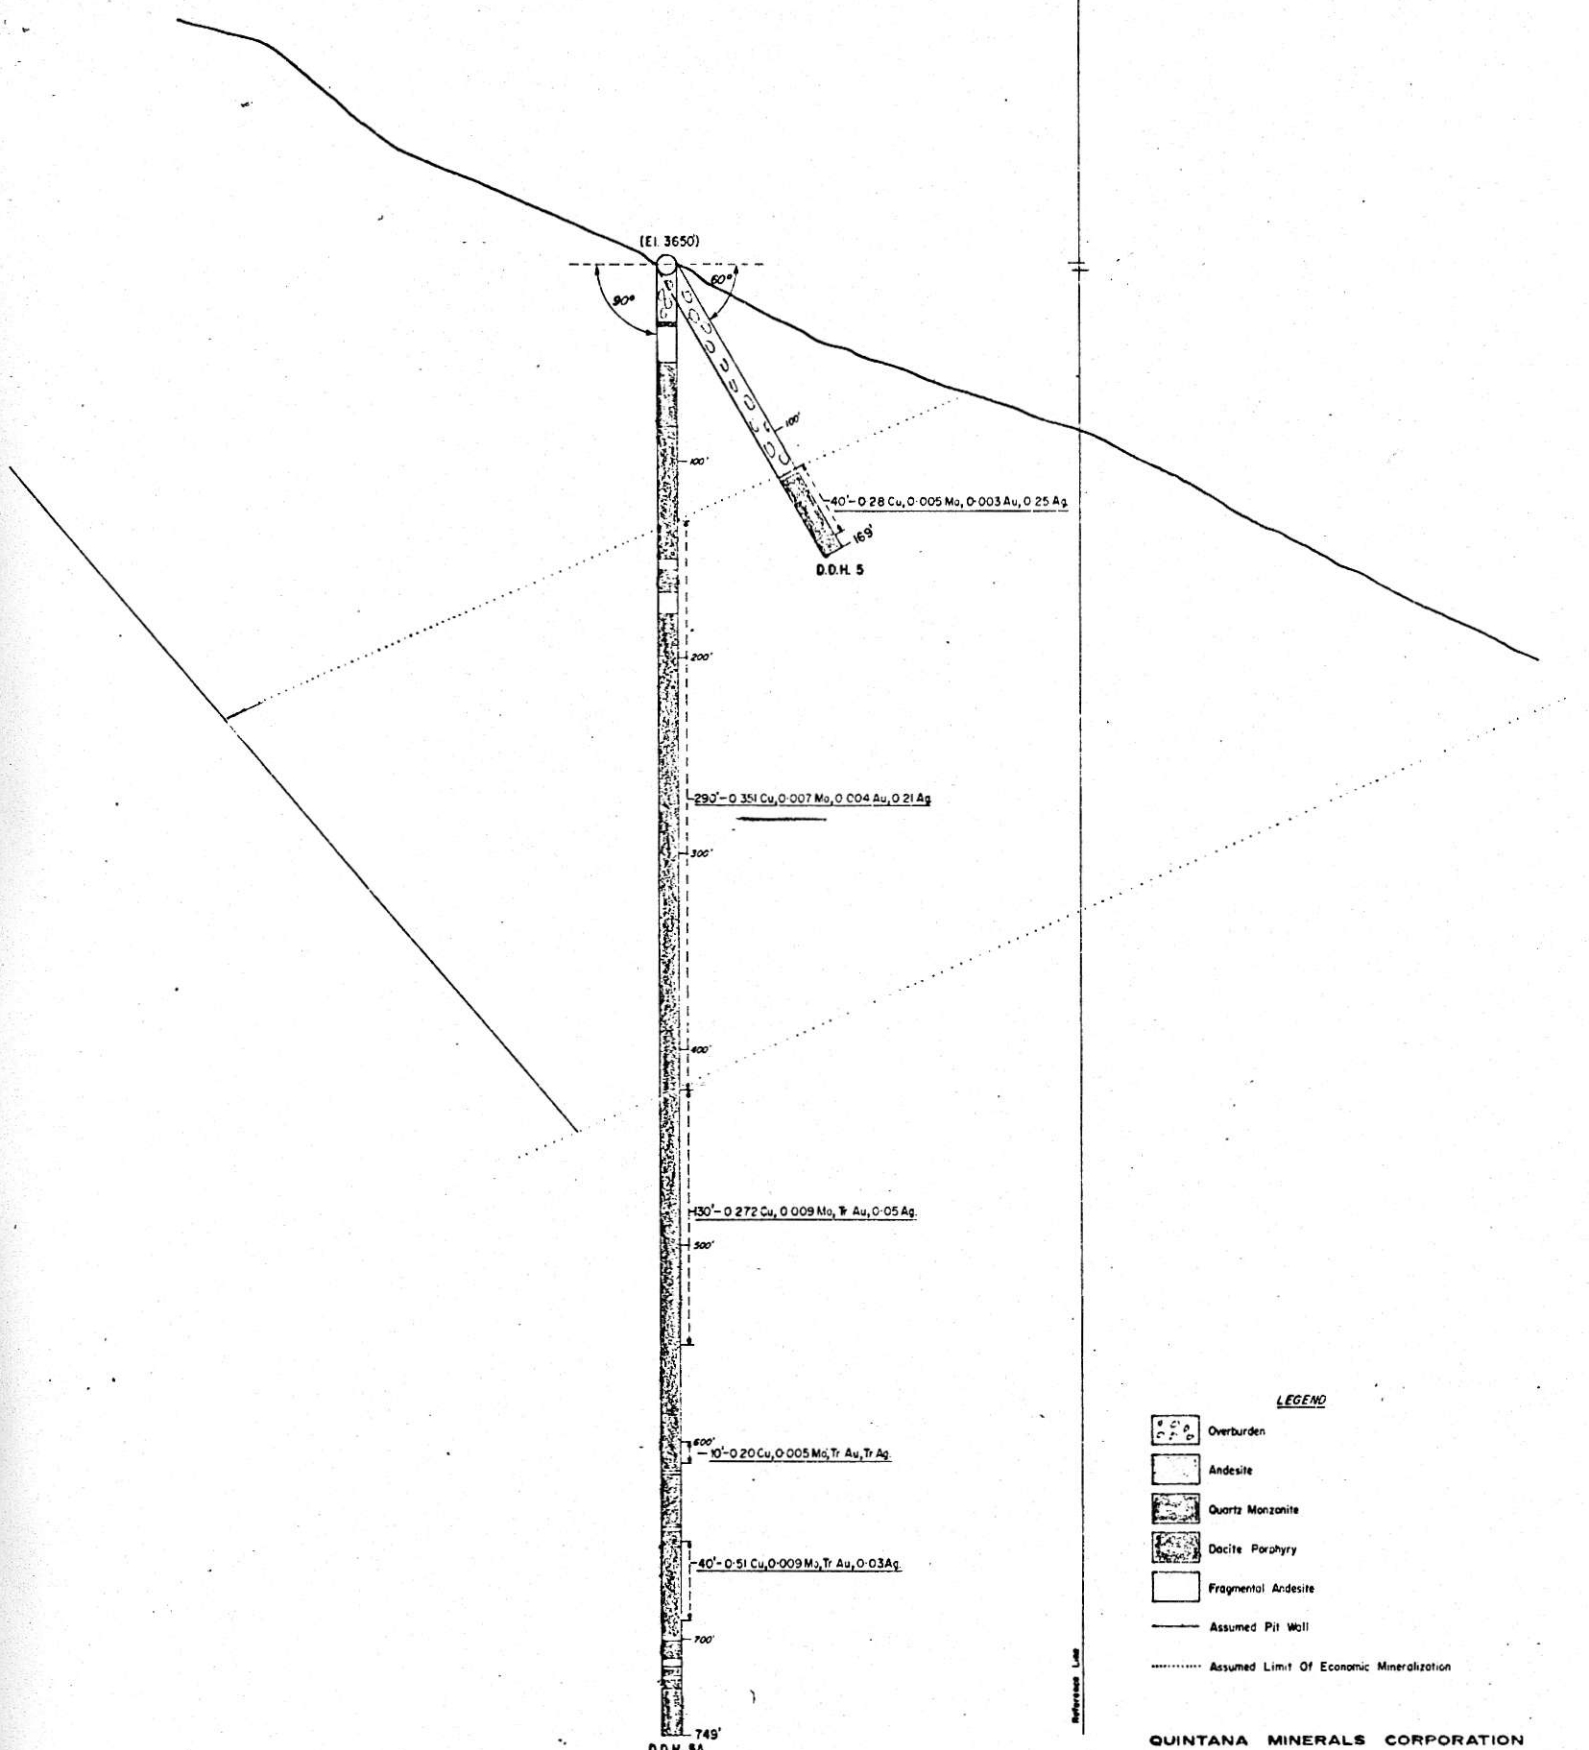 (El. 3650')
90°
60°
100'
100'
40'-0.28 Cu, 0.005 Mo, 0.003 Au, 0.25 Ag.
169'
D.D.H. 5
200'
290'-0.351 Cu, 0.007 Mo, 0.004 Au, 0.21 Ag.
300'
400'
130'-0.272 Cu, 0.009 Mo, Tr Au, 0.05 Ag.
500'
600'
10'-0.20 Cu, 0.005 Mo, Tr Au, Tr Ag.
40'-0.51 Cu, 0.009 Mo, Tr Au, 0.03 Ag.
700'
749'
D.D.H. 5A
Reference Line
LEGEND
Overburden
Andesite
Quartz Monzonite
Dacite Porphyry
Fragmental Andesite
Assumed Pit Wall
Assumed Limit Of Economic Mineralization
QUINTANA MINERALS CORPORATION